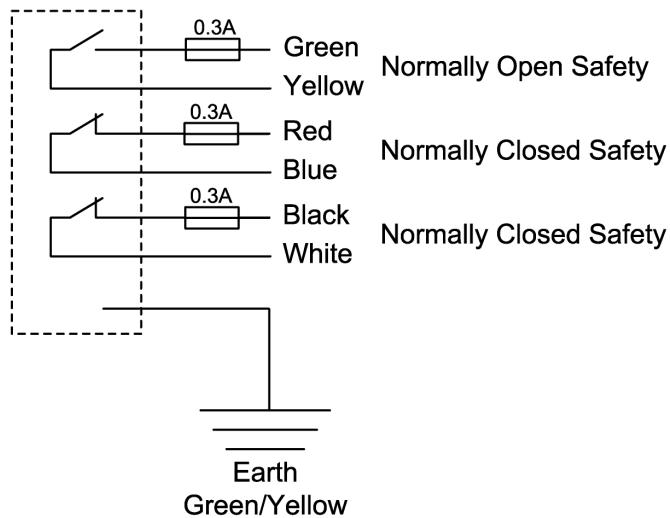 0.3A
Green
Normally Open Safety
Yellow
0.3A
Red
Normally Closed Safety
Blue
0.3A
Black
Normally Closed Safety
White
Earth
Green/Yellow